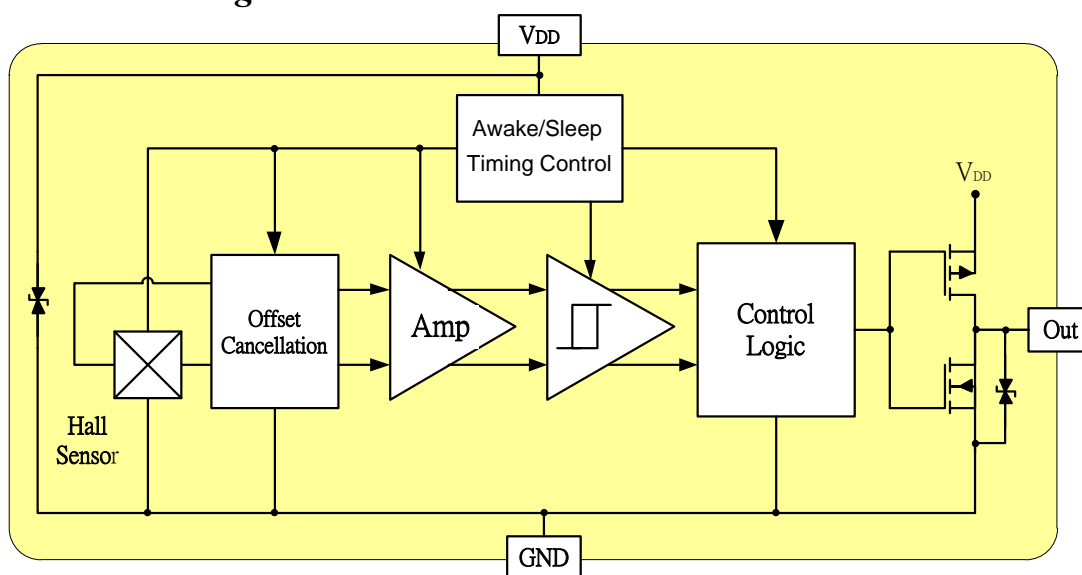 g
VDD
Awake/Sleep
Timing Control
VDD
Offset
Cancellation
Amp
Control
Logic
Out
Hall
Sensor
GND